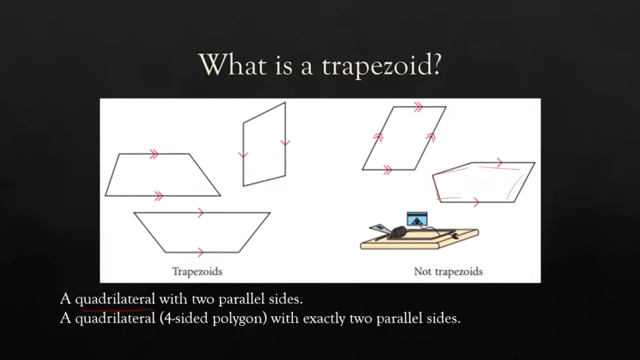 What is a trapezoid?
Trapezoids
Not trapezoids
A quadrilateral with two parallel sides.
A quadrilateral (4-sided polygon) with exactly two parallel sides.